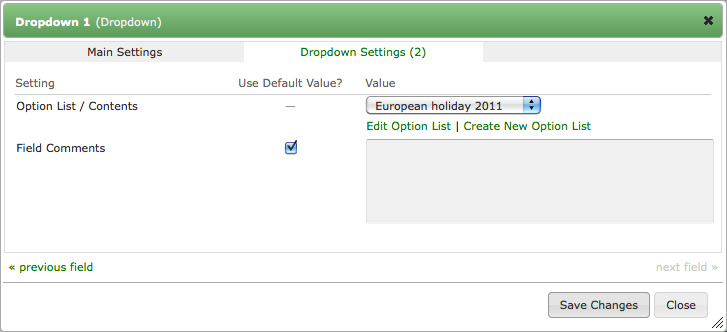 Dropdown 1 (Dropdown)
Main Settings Dropdown Settings (2)
Setting Use Default Value? Value
Option List / Contents — European holiday 2011
Edit Option List | Create New Option List
Field Comments
« previous field next field »
Save Changes Close